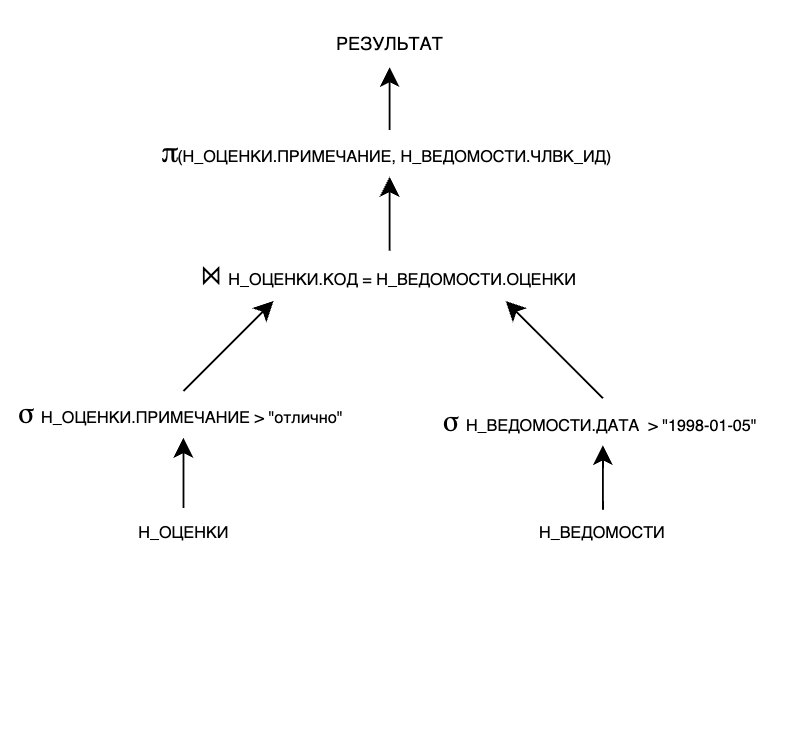 РЕЗУЛЬТАТ
π(Н_ОЦЕНКИ.ПРИМЕЧАНИЕ, Н_ВЕДОМОСТИ.ЧЛВК_ИД)
⋈ Н_ОЦЕНКИ.КОД = Н_ВЕДОМОСТИ.ОЦЕНКИ
σ Н_ОЦЕНКИ.ПРИМЕЧАНИЕ > "отлично"
σ Н_ВЕДОМОСТИ.ДАТА > "1998-01-05"
Н_ОЦЕНКИ
Н_ВЕДОМОСТИ